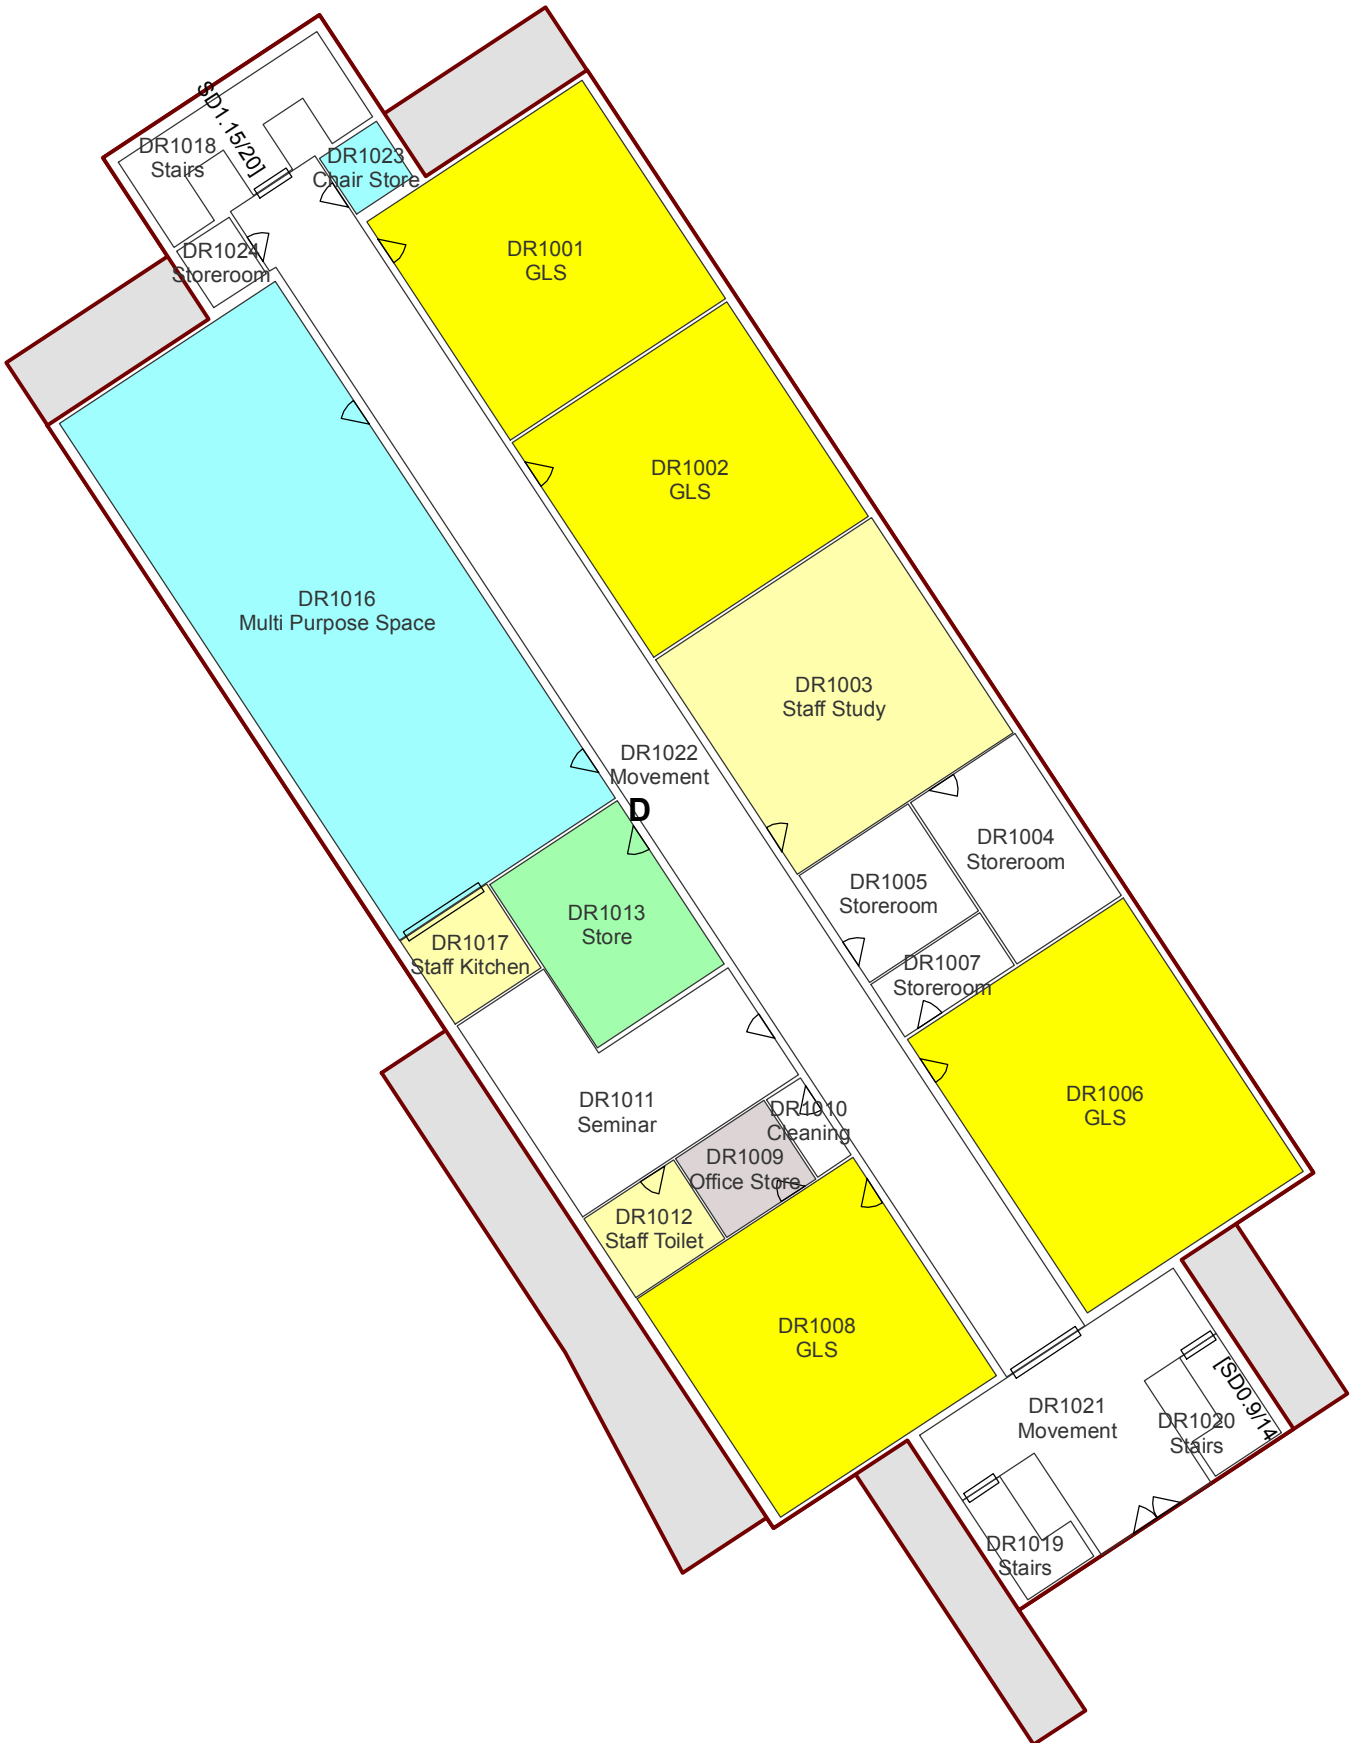 SD1.15/20]
DR1018
Stairs
DR1023
Chair Store
DR1024
Storeroom
DR1001
GLS
DR1002
GLS
DR1016
Multi Purpose Space
DR1003
Staff Study
DR1022
Movement
D
DR1004
Storeroom
DR1005
Storeroom
DR1013
Store
DR1017
Staff Kitchen
DR1007
Storeroom
DR1006
GLS
DR1011
Seminar
DR1010
Cleaning
DR1009
Office Store
DR1012
Staff Toilet
DR1008
GLS
DR1021
Movement
DR1020
Stairs
[SD0.9/14
DR1019
Stairs